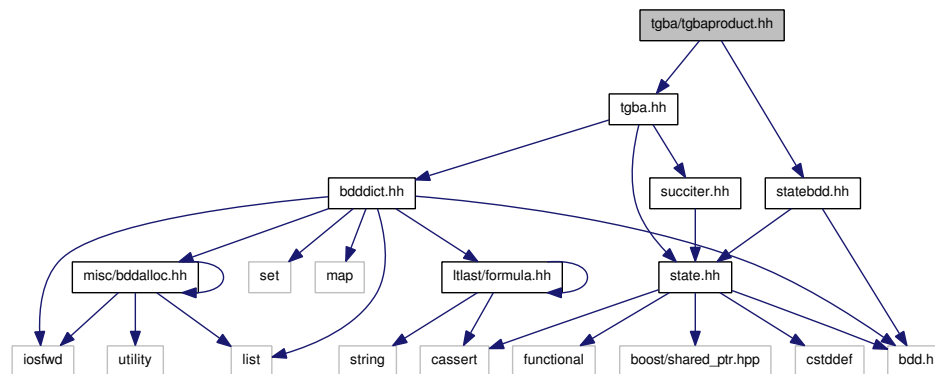 tgba/tgbaproduct.hh
tgba.hh
bdddict.hh
succiter.hh
statebdd.hh
misc/bddalloc.hh
set
map
ltlast/formula.hh
state.hh
iosfwd
utility
list
string
cassert
functional
boost/shared_ptr.hpp
cstddef
bdd.h